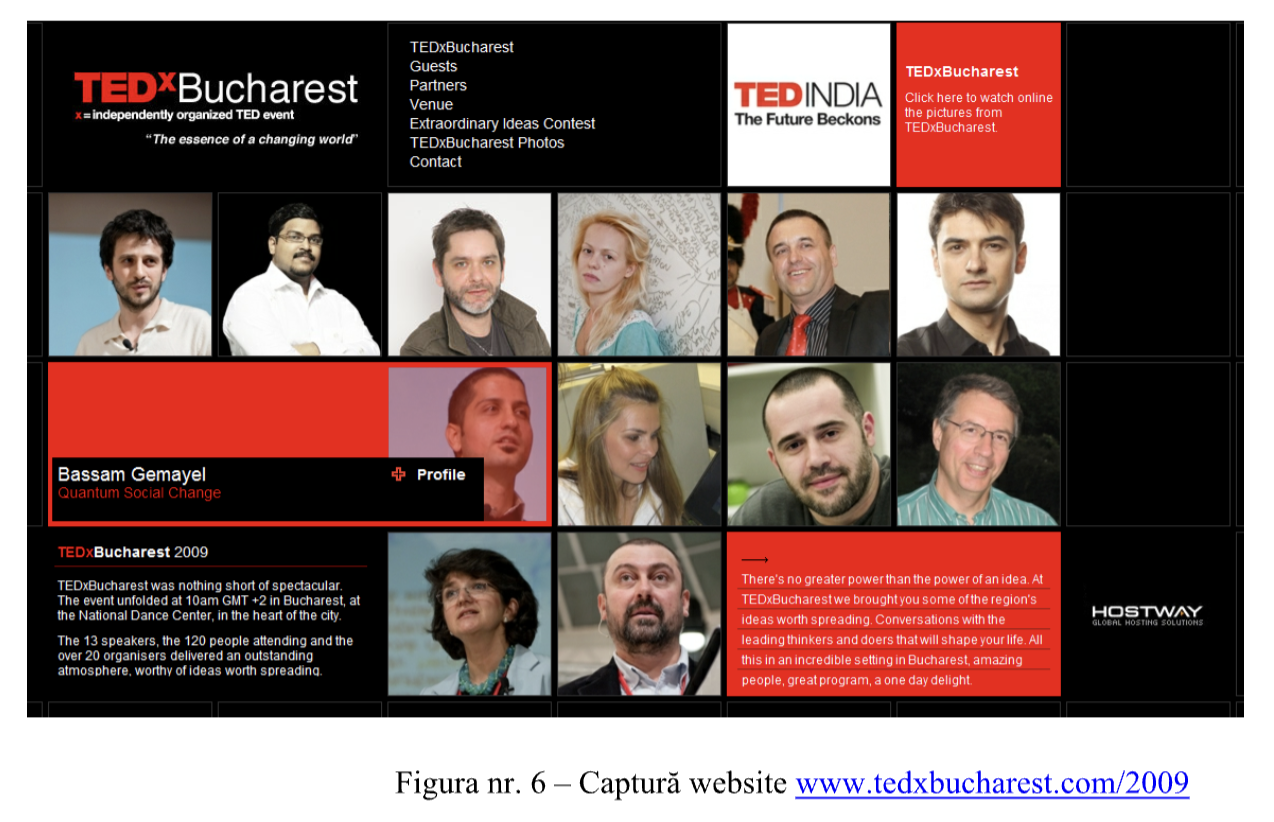 TEDxBucharest
x = independently organized TED event
“The essence of a changing world”
TEDxBucharest
Guests
Partners
Venue
Extraordinary Ideas Contest
TEDxBucharest Photos
Contact
TEDINDIA
The Future Beckons
TEDxBucharest
Click here to watch online
the pictures from
TEDxBucharest.
Bassam Gemayel
Quantum Social Change
Profile
TEDxBucharest 2009
TEDxBucharest was nothing short of spectacular.
The event unfolded at 10am GMT +2 in Bucharest, at
the National Dance Center, in the heart of the city.
The 13 speakers, the 120 people attending and the
over 20 organisers delivered an outstanding
atmosphere, worthy of ideas worth spreading.
There's no greater power than the power of an idea. At
TEDxBucharest we brought you some of the region's
ideas worth spreading. Conversations with the
leading thinkers and doers that will shape your life. All
this in an incredible setting in Bucharest, amazing
people, great program, a one day delight.
HOSTWAY
GLOBAL HOSTING SOLUTIONS
Figura nr. 6 – Captură website www.tedxbucharest.com/2009